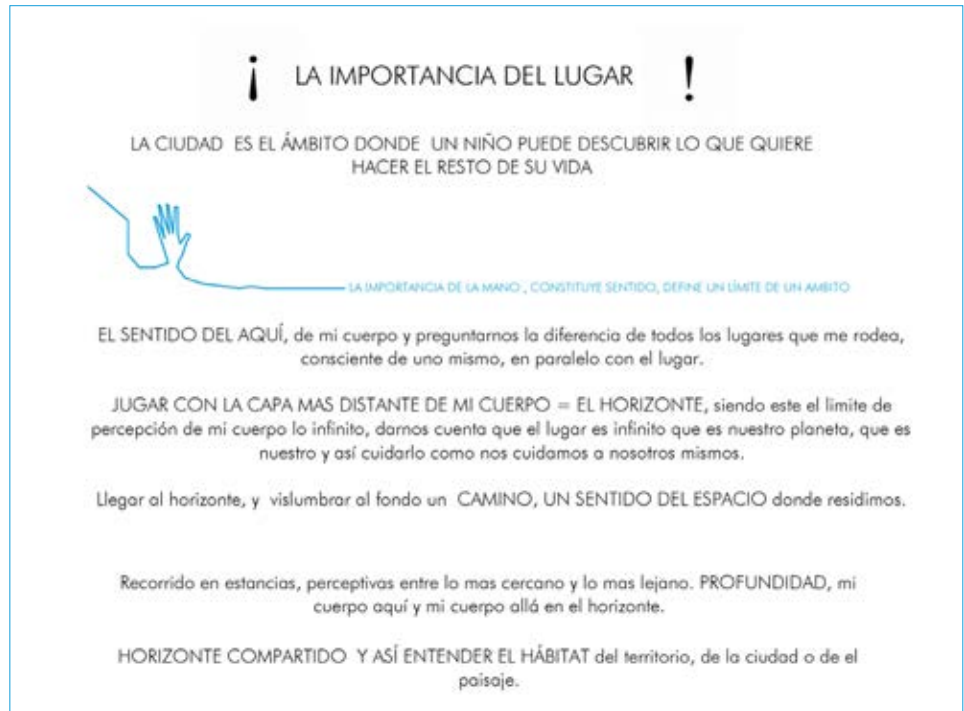 ¡ LA IMPORTANCIA DEL LUGAR !
LA CIUDAD ES EL ÁMBITO DONDE UN NIÑO PUEDE DESCUBRIR LO QUE QUIERE
HACER EL RESTO DE SU VIDA
LA IMPORTANCIA DE LA MANO , CONSTITUYE SENTIDO, DEFINE UN LÍMITE DE UN AMBITO
EL SENTIDO DEL AQUÍ, de mi cuerpo y preguntarnos la diferencia de todos los lugares que me rodea,
consciente de uno mismo, en paralelo con el lugar.
JUGAR CON LA CAPA MAS DISTANTE DE MI CUERPO = EL HORIZONTE, siendo este el limite de
percepción de mi cuerpo lo infinito, darnos cuenta que el lugar es infinito que es nuestro planeta, que es
nuestro y así cuidarlo como nos cuidamos a nosotros mismos.
Llegar al horizonte, y vislumbrar al fondo un CAMINO, UN SENTIDO DEL ESPACIO donde residimos.
Recorrido en estancias, perceptivas entre lo mas cercano y lo mas lejano. PROFUNDIDAD, mi
cuerpo aquí y mi cuerpo allá en el horizonte.
HORIZONTE COMPARTIDO Y ASÍ ENTENDER EL HÁBITAT del territorio, de la ciudad o de el
paisaje.